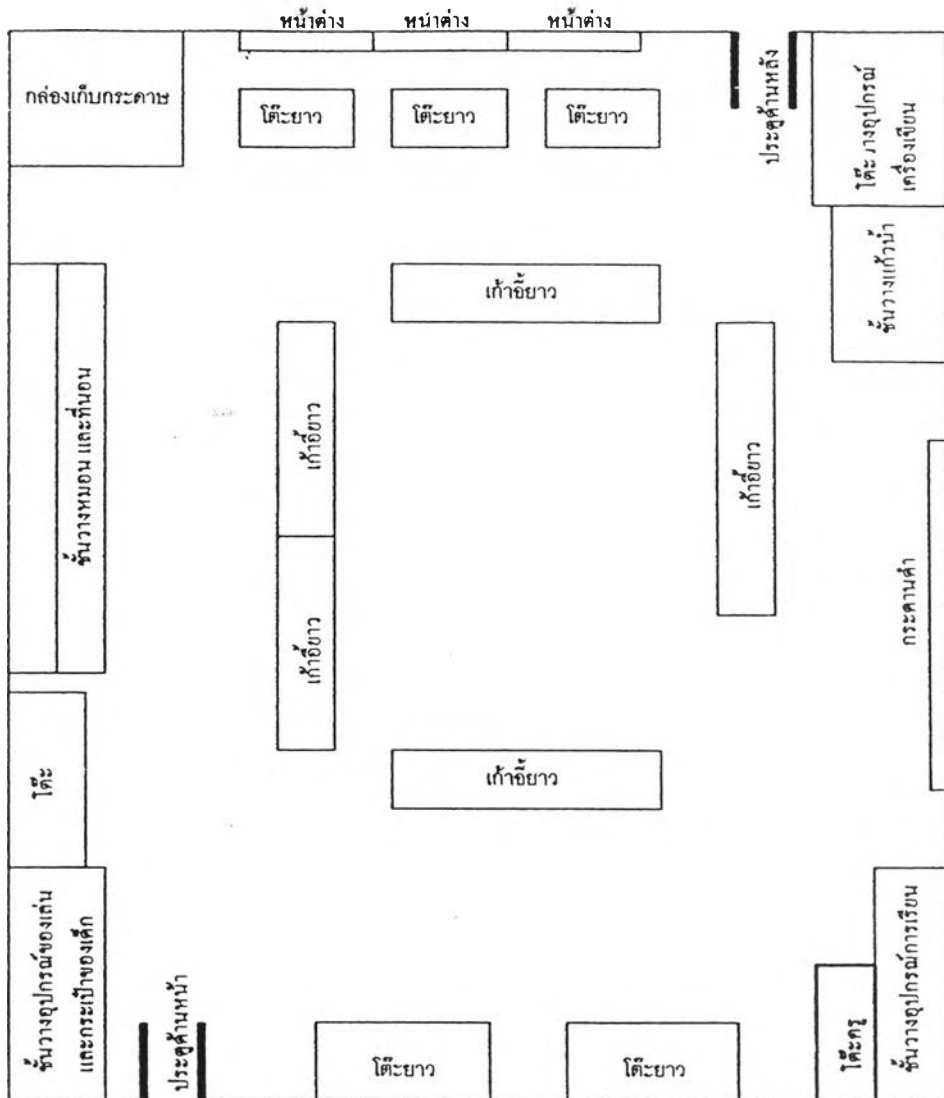 หน้าต่าง หน้าต่าง หน้าต่าง
กล่องเก็บกระดาษ
โต๊ะยาว โต๊ะยาว โต๊ะยาว
ประตูด้านหลัง
โต๊ะวางอุปกรณ์
เครื่องเขียน
ชั้นวางแก้วน้ำ
เก้าอี้ยาว
ชั้นวางหมอน และที่นอน
เก้าอี้ยาว
เก้าอี้ยาว
เก้าอี้ยาว
กระดานดำ
เก้าอี้ยาว
โต๊ะ
ชั้นวางอุปกรณ์ของเล่น
และกระเป๋าของเด็ก
ประตูด้านหน้า
โต๊ะยาว โต๊ะยาว
โต๊ะครู
ชั้นวางอุปกรณ์การเรียน